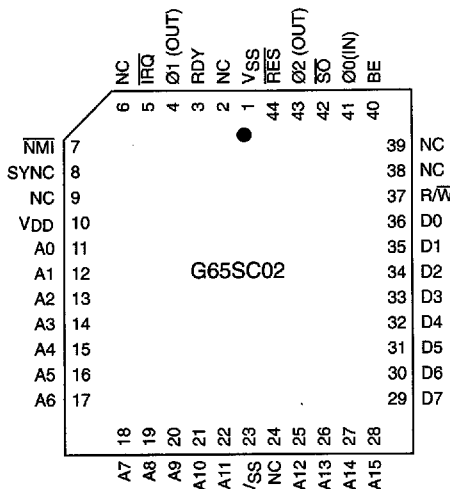 NC I̅R̅Q̅ Ø1 (OUT) RDY NC VSS R̅E̅S̅ Ø2 (OUT) S̅O̅ Ø0(IN) BE
6 5 4 3 2 1 44 43 42 41 40
N̅M̅I̅ 7
SYNC 8
NC 9
VDD 10
A0 11
A1 12
A2 13
A3 14
A4 15
A5 16
A6 17
G65SC02
39 NC
38 NC
37 R/W̅
36 D0
35 D1
34 D2
33 D3
32 D4
31 D5
30 D6
29 D7
18 19 20 21 22 23 24 25 26 27 28
A7 A8 A9 A10 A11 VSS NC A12 A13 A14 A15